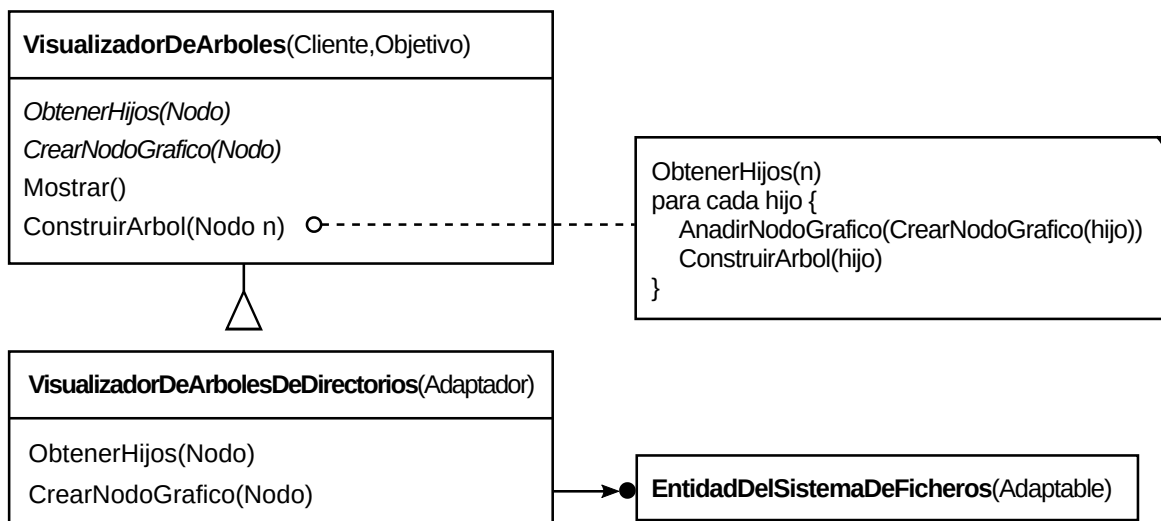 VisualizadorDeArboles(Cliente,Objetivo)
ObtenerHijos(Nodo)
CrearNodoGrafico(Nodo)
Mostrar()
ConstruirArbol(Nodo n)
ObtenerHijos(n)
para cada hijo {
AnadirNodoGrafico(CrearNodoGrafico(hijo))
ConstruirArbol(hijo)
}
VisualizadorDeArbolesDeDirectorios(Adaptador)
ObtenerHijos(Nodo)
CrearNodoGrafico(Nodo)
EntidadDelSistemaDeFicheros(Adaptable)